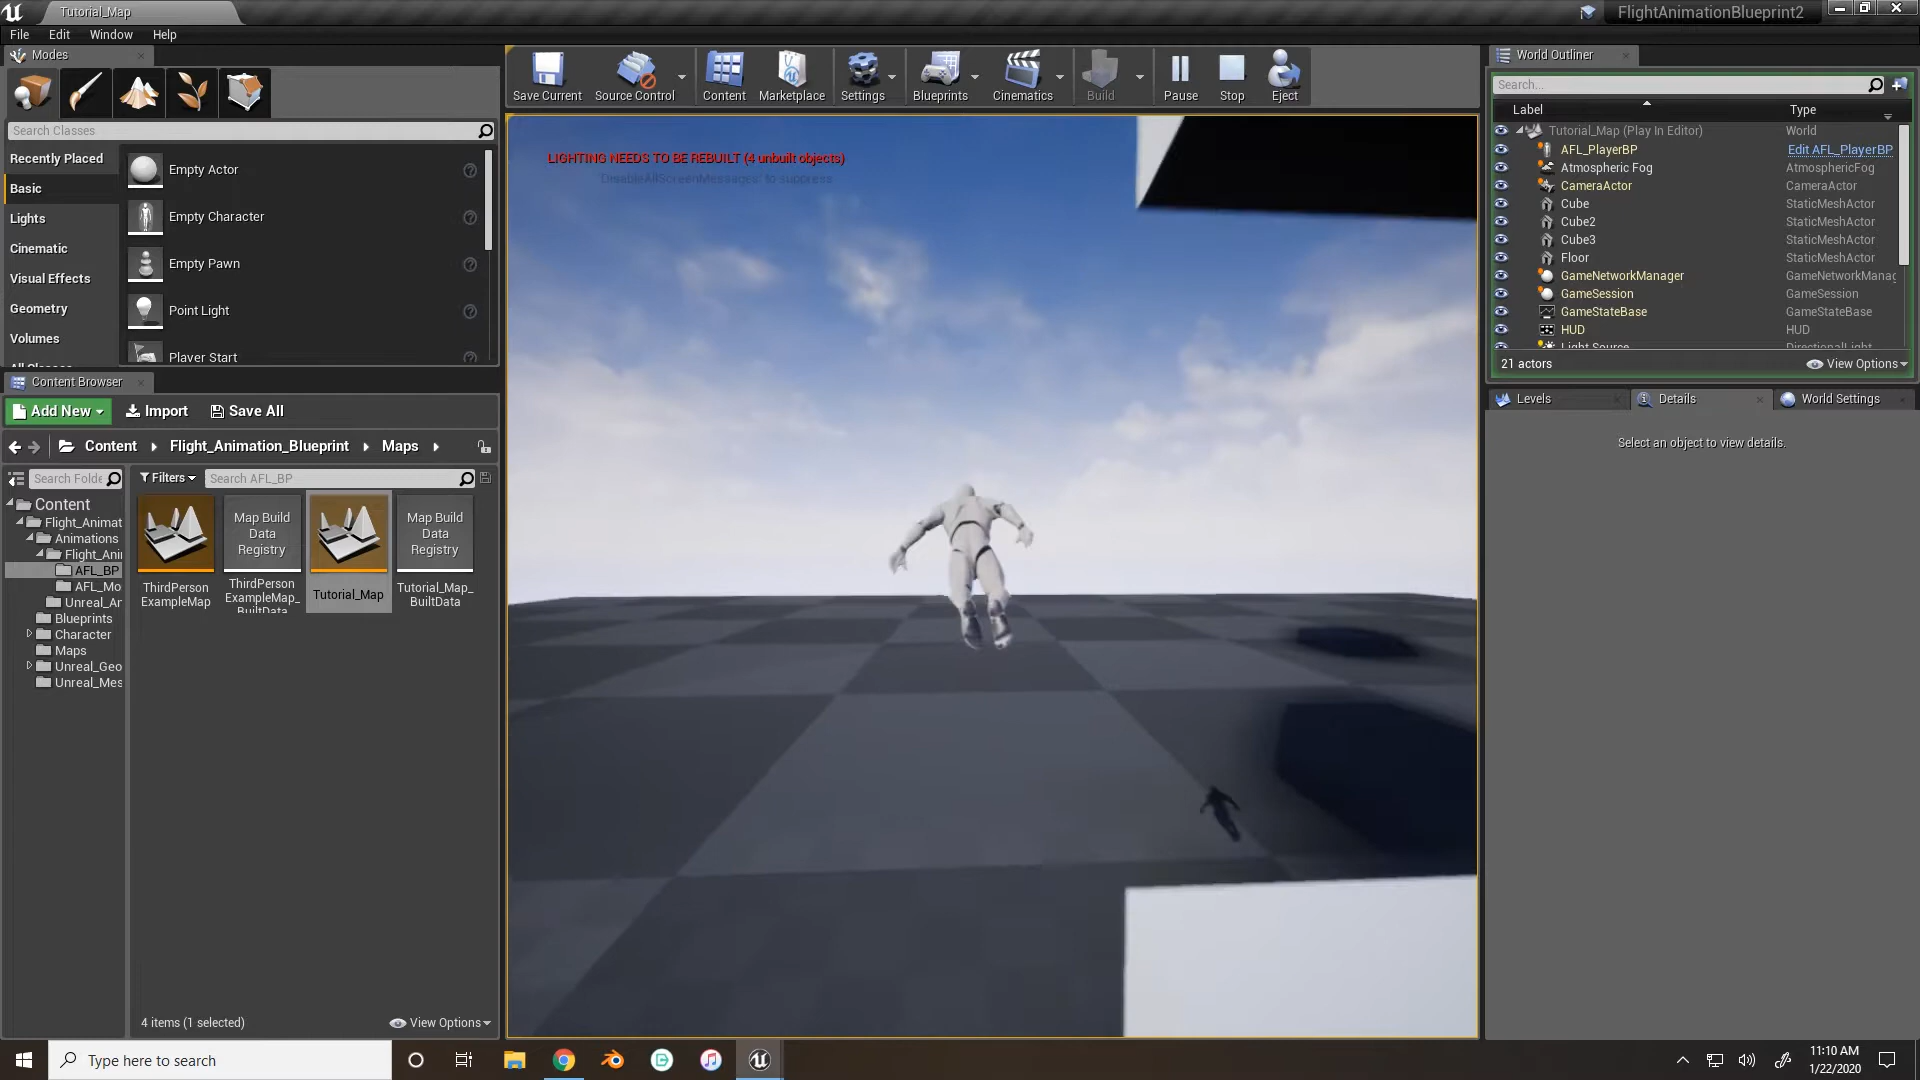 Tutorial_Map
FlightAnimationBlueprint2
File Edit Window Help
Modes
Search Classes
Recently Placed
Basic
Lights
Cinematic
Visual Effects
Geometry
Volumes
All Classes
Empty Actor
Empty Character
Empty Pawn
Point Light
Player Start
Content Browser
Add New Import Save All
Content Flight_Animation_Blueprint Maps
Search Folde
Filters Search AFL_BP
Content
Flight_Animat
Animations
Flight_Ani
AFL_BP
AFL_Mo
Unreal_Ar
Blueprints
Character
Maps
Unreal_Geo
Unreal_Mes
Map Build
Data
Registry
Map Build
Data
Registry
ThirdPerson
ExampleMap
ThirdPerson
ExampleMap_
BuiltData
Tutorial_Map
Tutorial_Map_
BuiltData
4 items (1 selected) View Options
Save Current Source Control Content Marketplace Settings Blueprints Cinematics Build Pause Stop Eject
LIGHTING NEEDS TO BE REBUILT (4 unbuilt objects)
'DisableAllScreenMessages' to suppress
World Outliner
Search...
Label Type
Tutorial_Map (Play In Editor) World
AFL_PlayerBP Edit AFL_PlayerBP
Atmospheric Fog AtmosphericFog
CameraActor CameraActor
Cube StaticMeshActor
Cube2 StaticMeshActor
Cube3 StaticMeshActor
Floor StaticMeshActor
GameNetworkManager GameNetworkManag
GameSession GameSession
GameStateBase GameStateBase
HUD HUD
Light Source DirectionalLight
21 actors View Options
Levels Details World Settings
Select an object to view details.
Type here to search
11:10 AM
1/22/2020